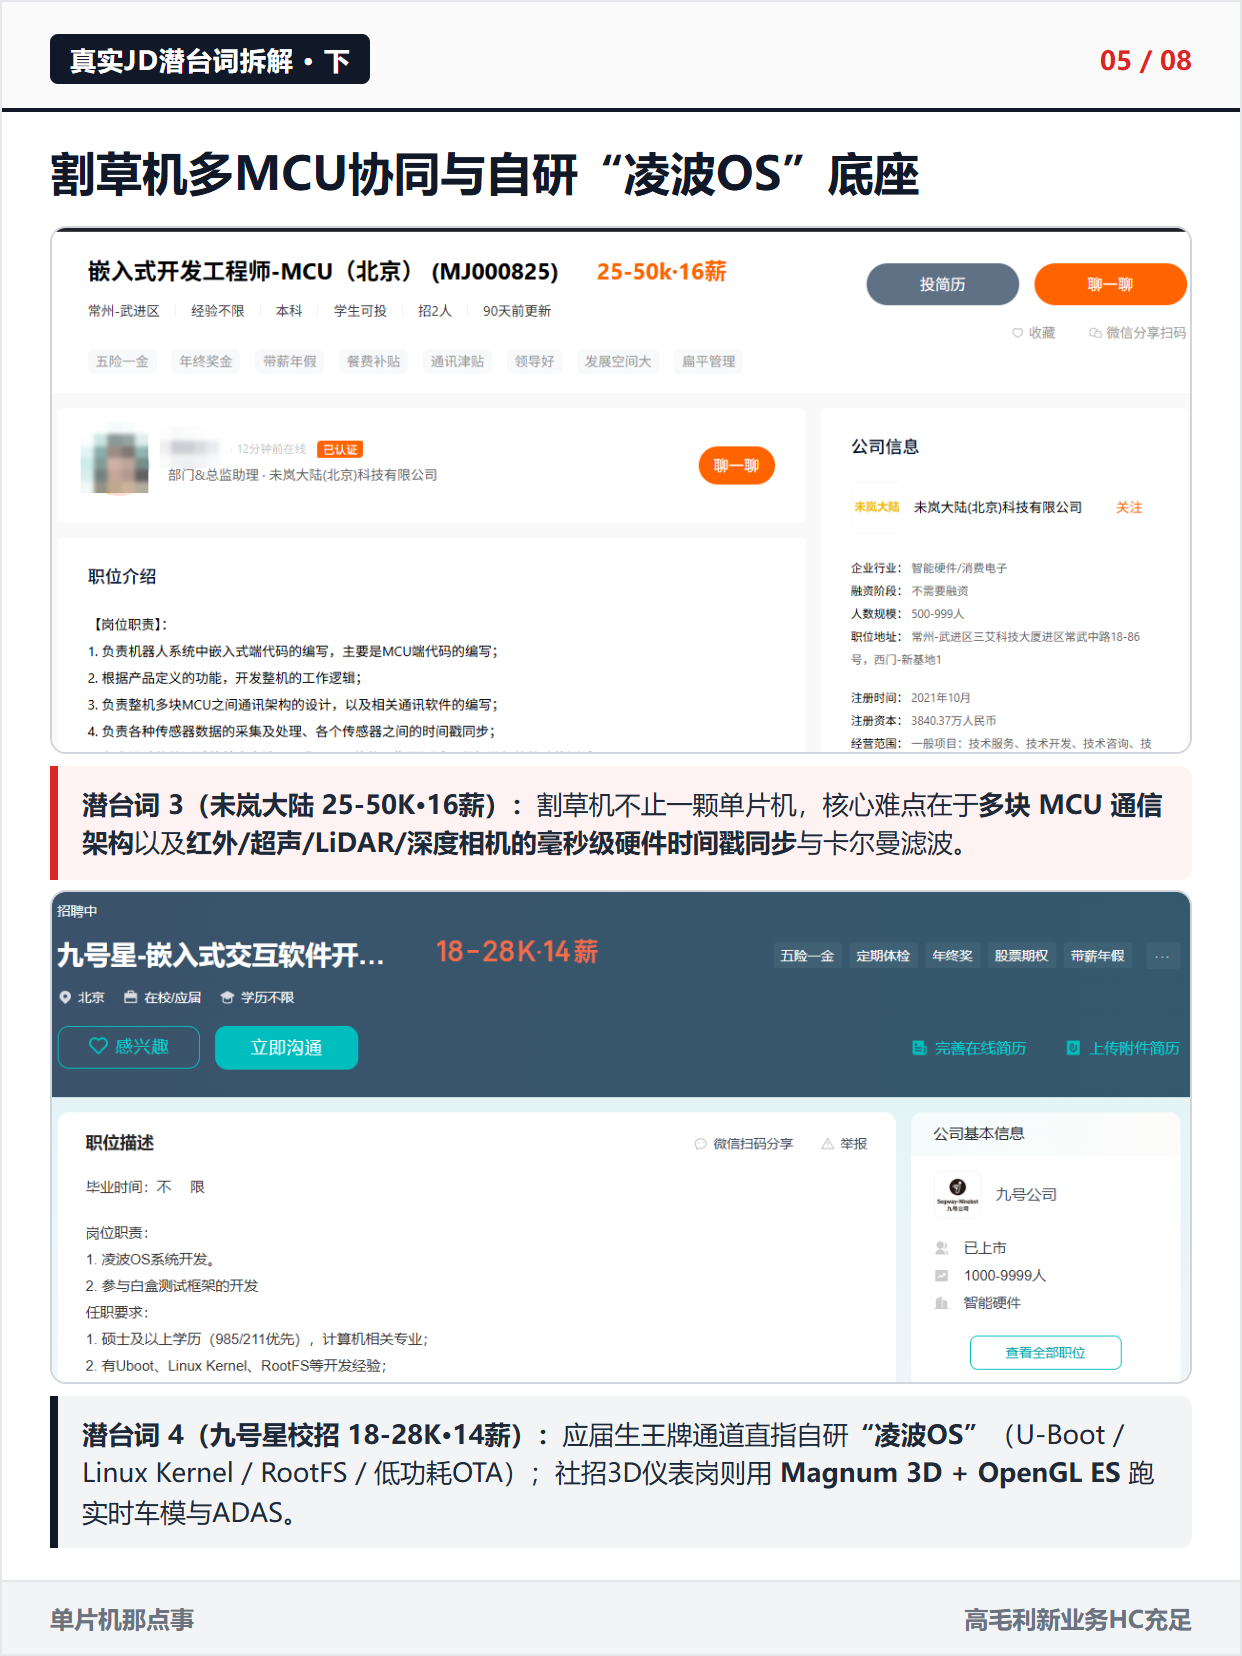 真实JD潜台词拆解·下
05 / 08
割草机多MCU协同与自研“凌波OS”底座
嵌入式开发工程师-MCU（北京）(MJ000825) 25-50k·16薪
投简历 聊一聊
常州-武进区 经验不限 本科 学生可投 招2人 90天前更新
收藏 微信分享扫码
五险一金 年终奖金 带薪年假 餐费补贴 通讯津贴 领导好 发展空间大 扁平管理
12分钟前在线 已认证
部门&总监助理·未岚大陆(北京)科技有限公司
聊一聊
职位介绍
【岗位职责】：
1. 负责机器人系统中嵌入式端代码的编写，主要是MCU端代码的编写；
2. 根据产品定义的功能，开发整机的工作逻辑；
3. 负责整机多块MCU之间通讯架构的设计，以及相关通讯软件的编写；
4. 负责各种传感器数据的采集及处理、各个传感器之间的时间戳同步；
公司信息
未岚大陆 未岚大陆(北京)科技有限公司 关注
企业行业：智能硬件/消费电子
融资阶段：不需要融资
人数规模：500-999人
职位地址：常州-武进区三艾科技大厦进区常武中路18-86
号，西门-新基地1
注册时间：2021年10月
注册资本：3840.37万人民币
经营范围：一般项目：技术服务、技术开发、技术咨询、技
潜台词 3（未岚大陆 25-50K·16薪）：割草机不止一颗单片机，核心难点在于多块 MCU 通信
架构以及红外/超声/LiDAR/深度相机的毫秒级硬件时间戳同步与卡尔曼滤波。
招聘中
九号星-嵌入式交互软件开... 18-28K·14薪
五险一金 定期体检 年终奖 股票期权 带薪年假 ...
北京 在校/应届 学历不限
感兴趣 立即沟通
完善在线简历 上传附件简历
职位描述
微信扫码分享 举报
毕业时间：不 限
岗位职责：
1. 凌波OS系统开发。
2. 参与白盒测试框架的开发
任职要求：
1. 硕士及以上学历（985/211优先），计算机相关专业；
2. 有Uboot、Linux Kernel、RootFS等开发经验；
公司基本信息
Segway-Ninebot
九号公司
九号公司
已上市
1000-9999人
智能硬件
查看全部职位
潜台词 4（九号星校招 18-28K·14薪）：应届生王牌通道直指自研“凌波OS”（U-Boot /
Linux Kernel / RootFS / 低功耗OTA）；社招3D仪表岗则用 Magnum 3D + OpenGL ES 跑
实时车模与ADAS。
单片机那点事
高毛利新业务HC充足